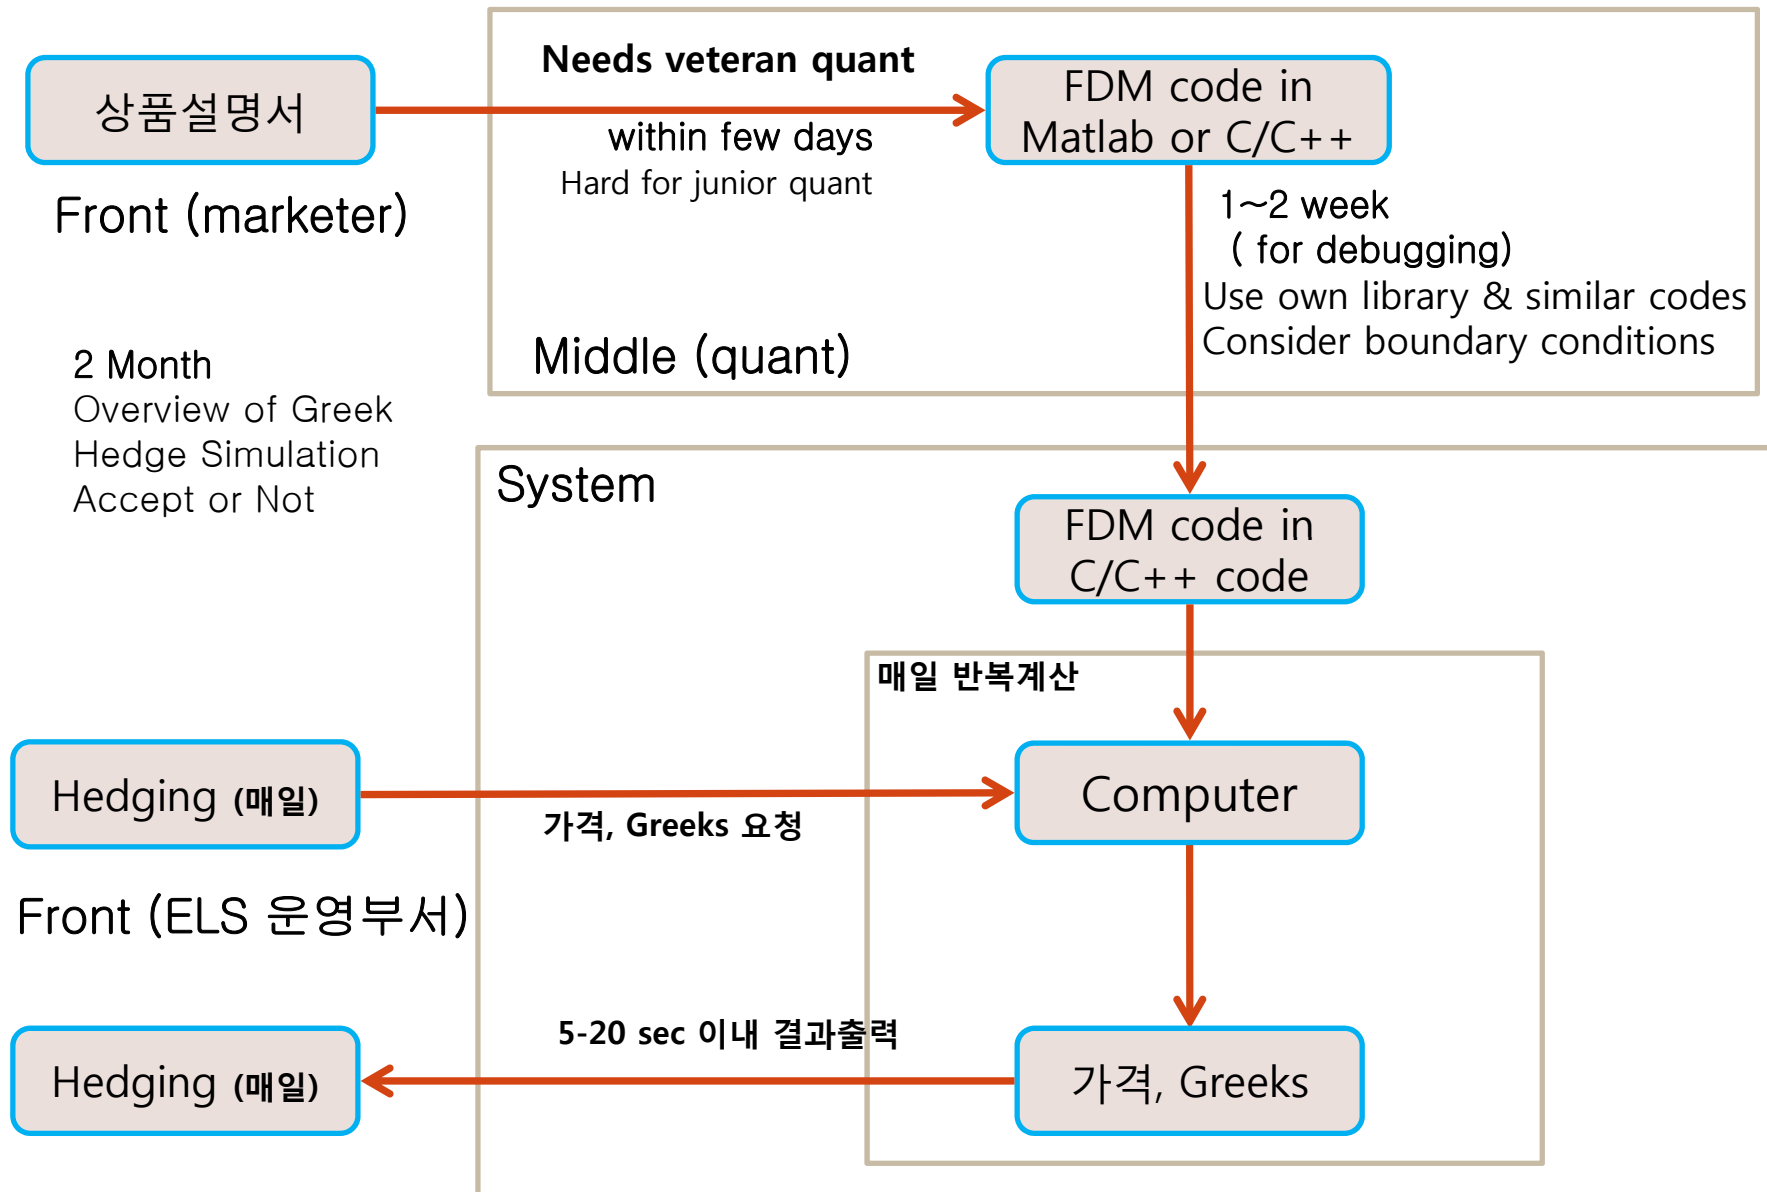 Needs veteran quant
상품설명서
FDM code in
Matlab or C/C++
within few days
Hard for junior quant
Front (marketer)
1~2 week
( for debugging)
Use own library & similar codes
Consider boundary conditions
Middle (quant)
2 Month
Overview of Greek
Hedge Simulation
Accept or Not
System
FDM code in
C/C++ code
매일 반복계산
Hedging (매일)
Computer
가격, Greeks 요청
Front (ELS 운영부서)
5-20 sec 이내 결과출력
Hedging (매일)
가격, Greeks